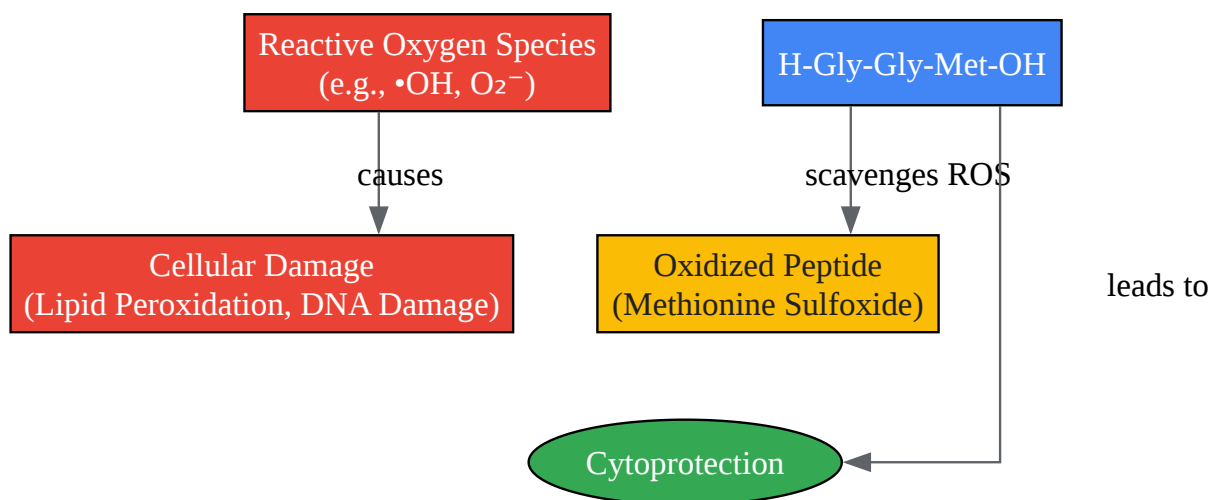 Reactive Oxygen Species
(e.g., •OH, O₂⁻)
H-Gly-Gly-Met-OH
causes
scavenges ROS
Cellular Damage
(Lipid Peroxidation, DNA Damage)
Oxidized Peptide
(Methionine Sulfoxide)
leads to
Cytoprotection